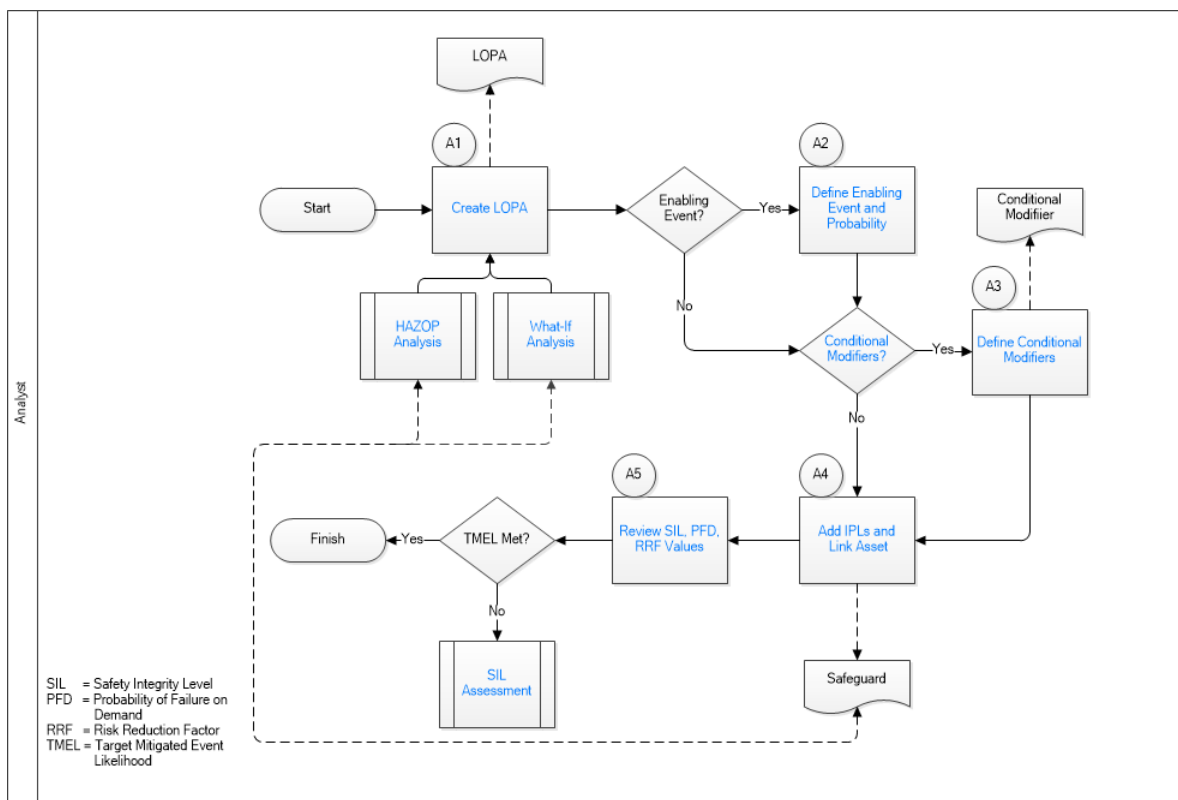 LOPA
A1
A2
Start
Create LOPA
Enabling
Event?
Yes
Define Enabling
Event and
Probability
Conditional
Modifiier
No
A3
HAZOP
Analysis
What-If
Analysis
Conditional
Modifiers?
Yes
Define Conditional
Modifiers
No
Analyst
A5
A4
Finish
Yes
TMEL Met?
Review SIL, PFD,
RRF Values
Add IPLs and
Link Asset
No
SIL
Assessment
Safeguard
SIL = Safety Integrity Level
PFD = Probability of Failure on
Demand
RRF = Risk Reduction Factor
TMEL = Target Mitigated Event
Likelihood